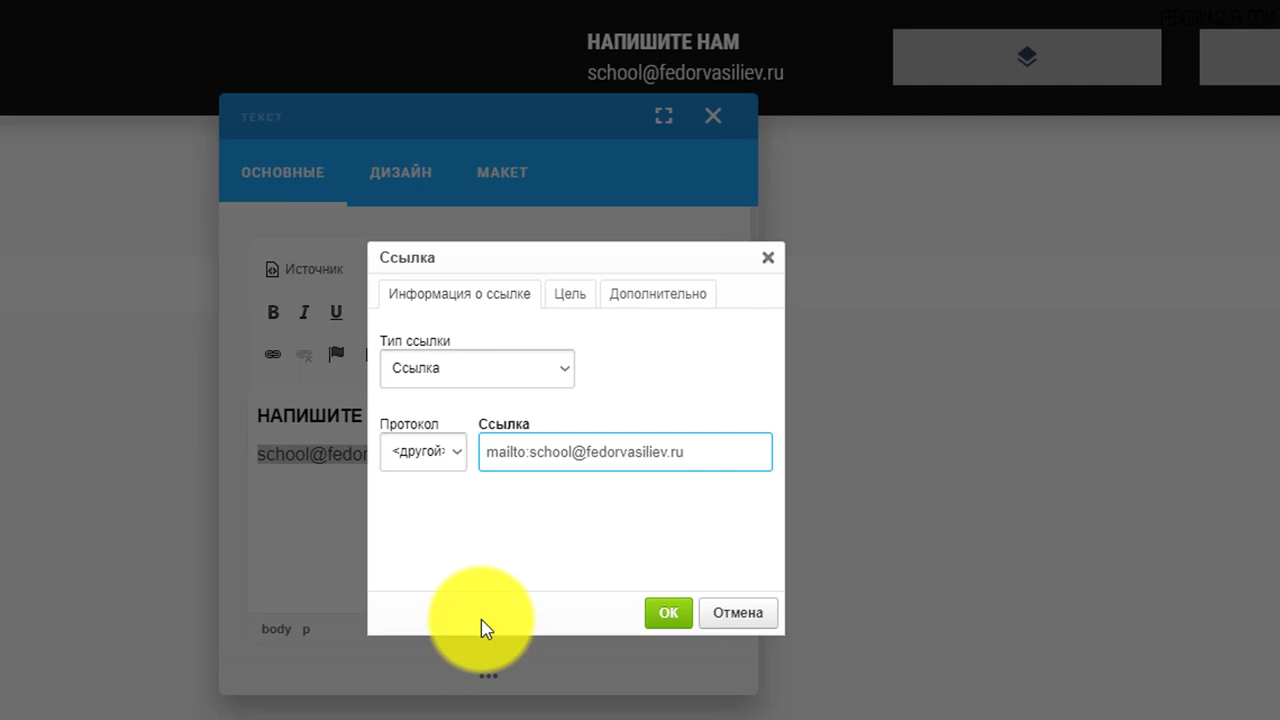 НАПИШИТЕ НАМ
school@fedorvasiliev.ru
ТЕКСТ
ОСНОВНЫЕ ДИЗАЙН МАКЕТ
Источник
B I U
НАПИШИТЕ
school@fedor
Ссылка
Информация о ссылке Цель Дополнительно
Тип ссылки
Ссылка
Протокол Ссылка
<другой> mailto:school@fedorvasiliev.ru
ОК Отмена
body p